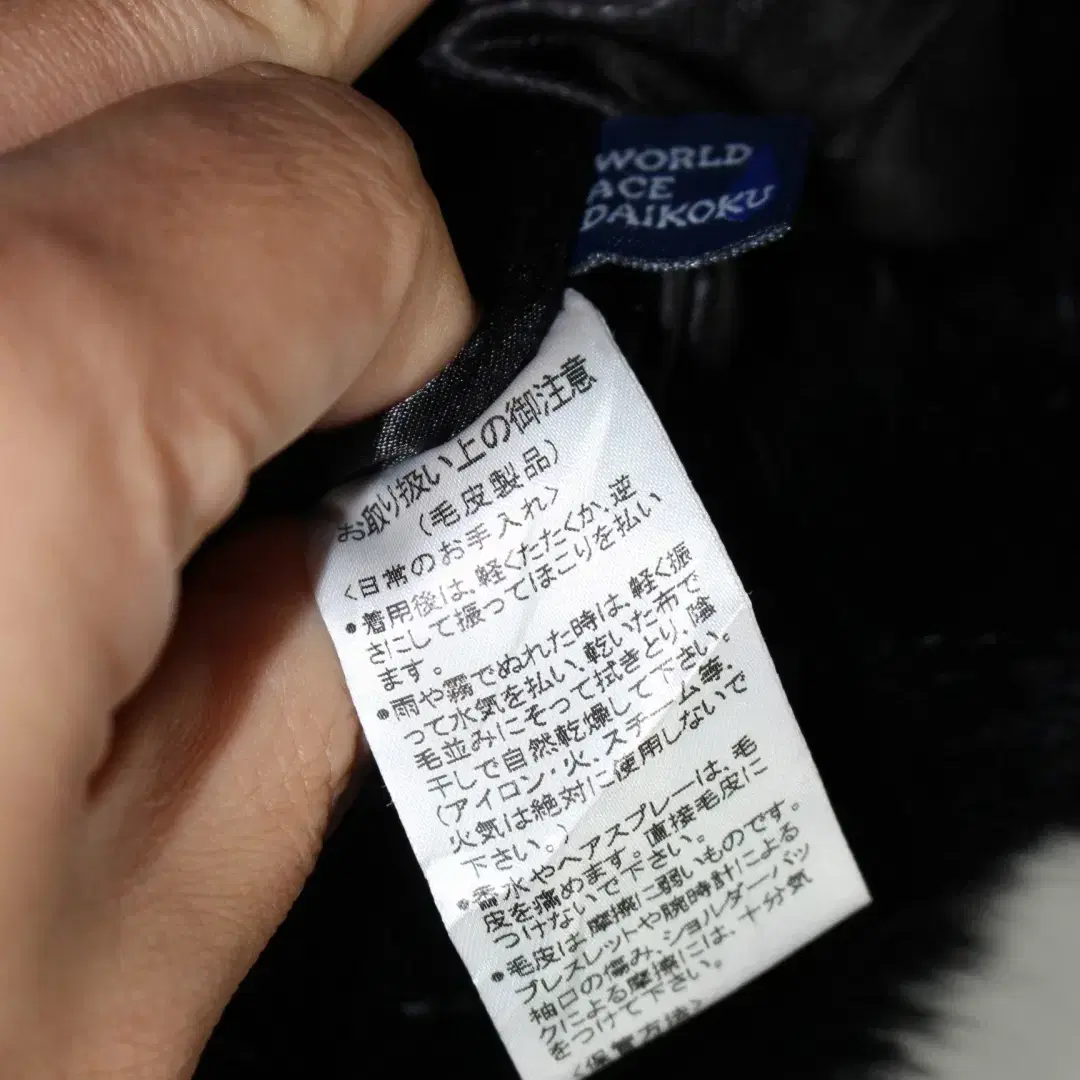 WORLD
ACE
DAIKOKU
お取り扱い上の御注意
(毛皮製品)
<日常のお手入れ>
•着用後は、軽くたたくか、逆
さにして振ってほこりを払い
ます。
•雨や霧でぬれた時は、軽く振
って水気を払い、乾いた布で
毛並みにそって拭きとり、陰
干しで自然乾燥して下さい。
(アイロン・火、スチーム等、
火気は絶対に使用しないで
下さい。)
•香水やヘアスプレーは、毛
皮を痛めます。直接毛皮に
つけないで下さい。
•毛皮は摩擦に弱いものです。
ブレスレットや腕時計による
袖口の傷み、ショルダーバッ
クによる摩擦には、十分気
をつけて下さい。
<保管方法>